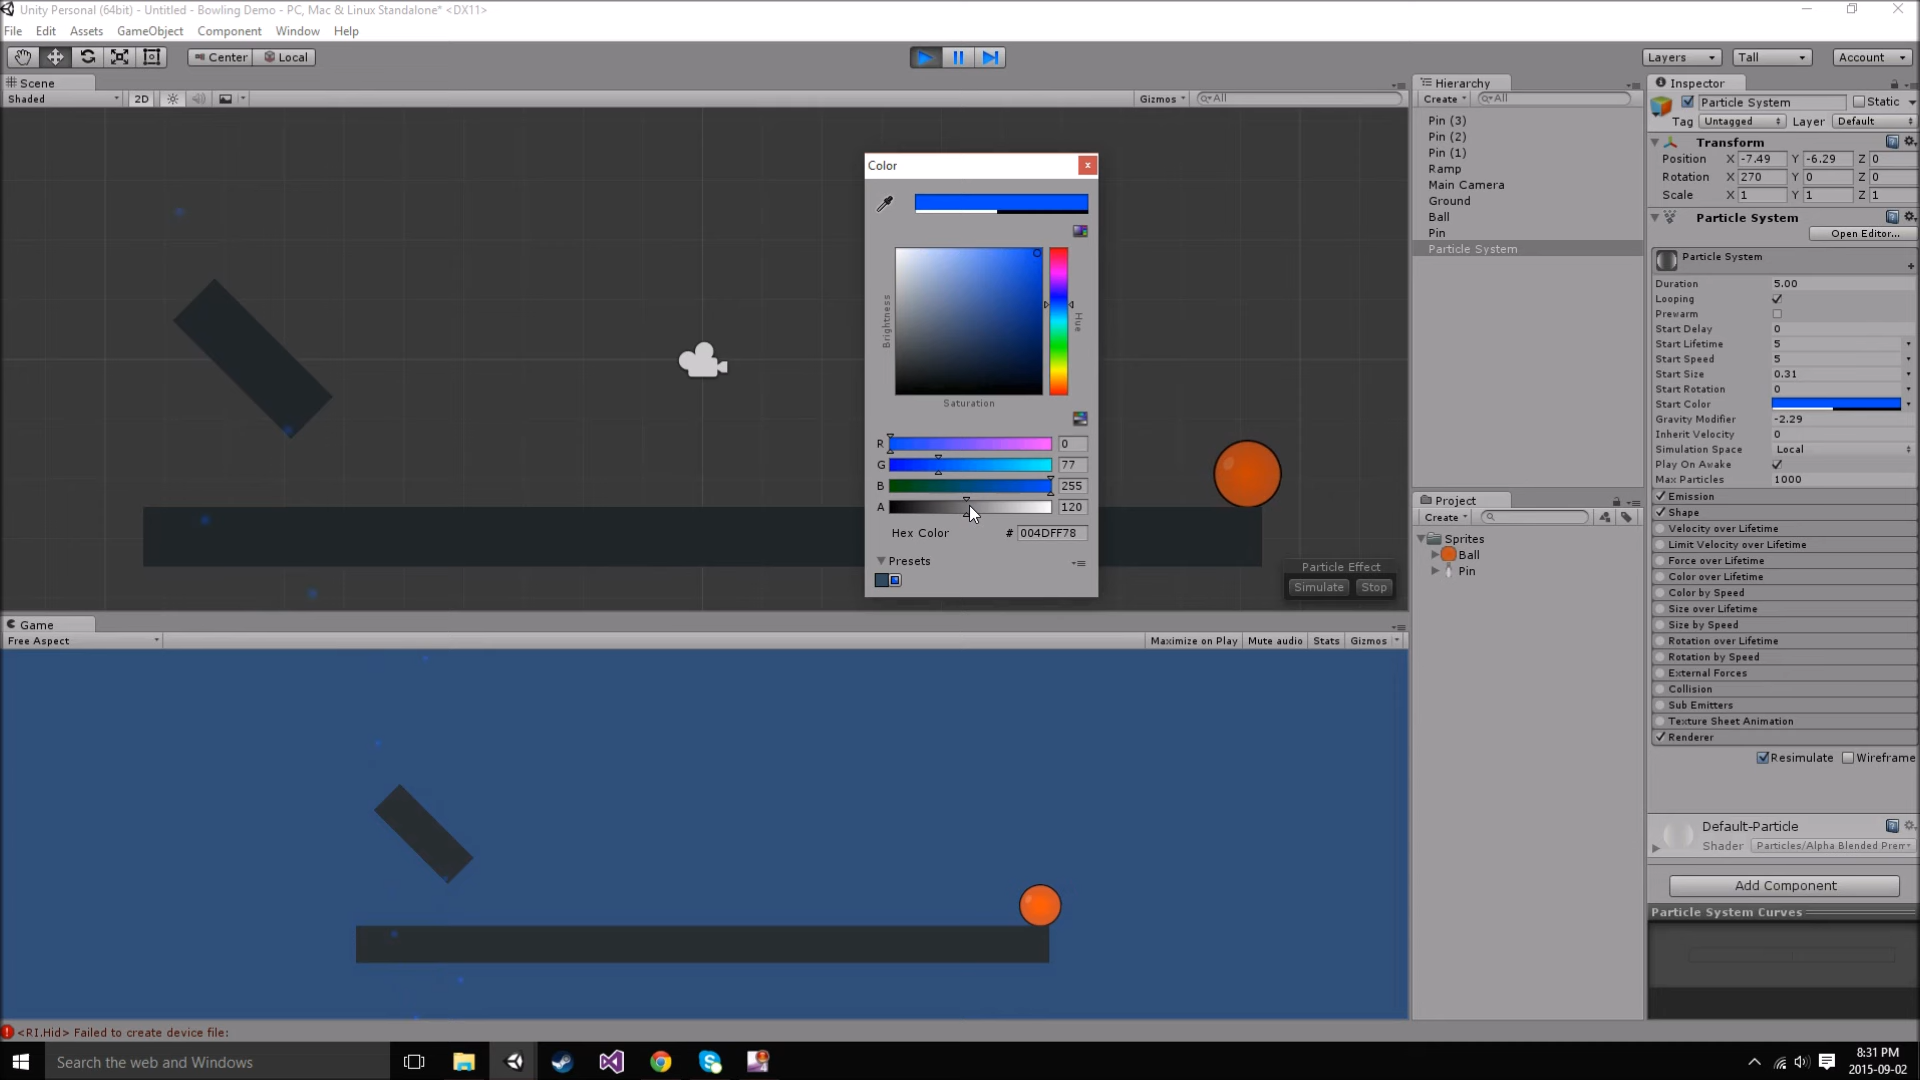 Unity Personal (64bit) - Untitled - Bowling Demo - PC, Mac & Linux Standalone* <DX11>
File Edit Assets GameObject Component Window Help
Center Local Layers Tall Account
Scene
Shaded 2D Gizmos All
Color
Brightness
Hue
Saturation
R 0
G 77
B 255
A 120
Hex Color # 004DFF78
Presets
Particle Effect
Simulate Stop
Game
Free Aspect Maximize on Play Mute audio Stats Gizmos
Hierarchy
Create All
Pin (3)
Pin (2)
Pin (1)
Ramp
Main Camera
Ground
Ball
Pin
Particle System
Project
Create
Sprites
Ball
Pin
Inspector
Particle System Static
Tag Untagged Layer Default
Transform
Position X -7.49 Y -6.29 Z 0
Rotation X 270 Y 0 Z 0
Scale X 1 Y 1 Z 1
Particle System
Open Editor...
Particle System
Duration 5.00
Looping
Prewarm
Start Delay 0
Start Lifetime 5
Start Speed 5
Start Size 0.31
Start Rotation 0
Start Color
Gravity Modifier -2.29
Inherit Velocity 0
Simulation Space Local
Play On Awake
Max Particles 1000
Emission
Shape
Velocity over Lifetime
Limit Velocity over Lifetime
Force over Lifetime
Color over Lifetime
Color by Speed
Size over Lifetime
Size by Speed
Rotation over Lifetime
Rotation by Speed
External Forces
Collision
Sub Emitters
Texture Sheet Animation
Renderer
Resimulate Wireframe
Default-Particle
Shader Particles/Alpha Blended Prem
Add Component
Particle System Curves
<RI.Hid> Failed to create device file:
Search the web and Windows
8:31 PM
2015-09-02